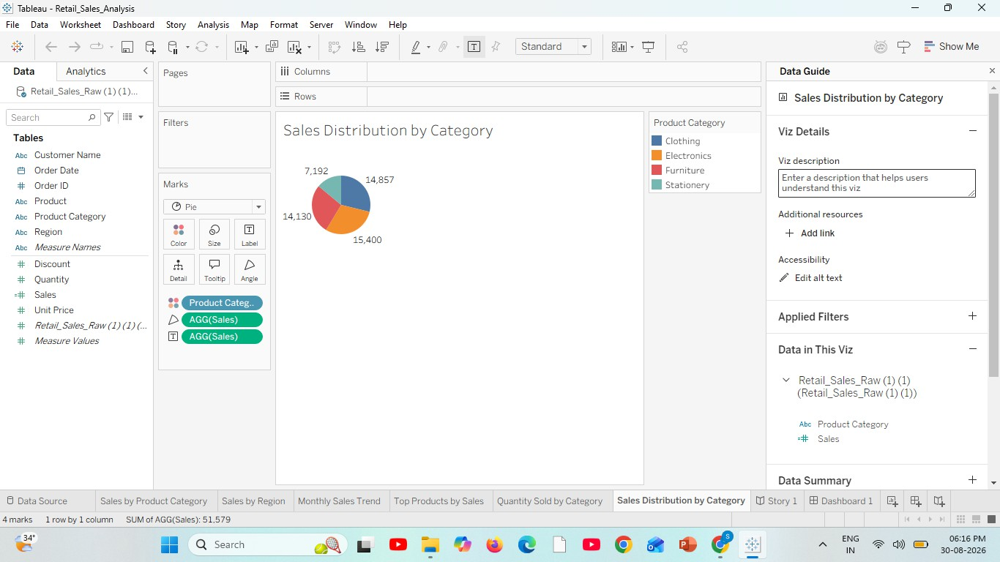 Tableau - Retail_Sales_Analysis
File Data Worksheet Dashboard Story Analysis Map Format Server Window Help
Standard
Show Me
Data Analytics
Retail_Sales_Raw (1) (1)...
Search
Tables
Abc Customer Name
Order Date
# Order ID
Abc Product
Abc Product Category
Abc Region
Abc Measure Names
# Discount
# Quantity
=# Sales
# Unit Price
# Retail_Sales_Raw (1) (1) (...
# Measure Values
Pages
Filters
Marks
Pie
Color Size Label
Detail Tooltip Angle
Product Categ..
AGG(Sales)
AGG(Sales)
Columns
Rows
Sales Distribution by Category
7,192
14,857
14,130
15,400
Product Category
Clothing
Electronics
Furniture
Stationery
Data Guide
Sales Distribution by Category
Viz Details
Viz description
Enter a description that helps users
understand this viz
Additional resources
+ Add link
Accessibility
Edit alt text
Applied Filters
Data in This Viz
Retail_Sales_Raw (1) (1)
(Retail_Sales_Raw (1) (1))
Abc Product Category
=# Sales
Data Summary
Data Source Sales by Product Category Sales by Region Monthly Sales Trend Top Products by Sales Quantity Sold by Category Sales Distribution by Category Story 1 Dashboard 1
4 marks 1 row by 1 column SUM of AGG(Sales): 51,579
34°
Search
S
ENG
IN
06:16 PM
30-08-2026